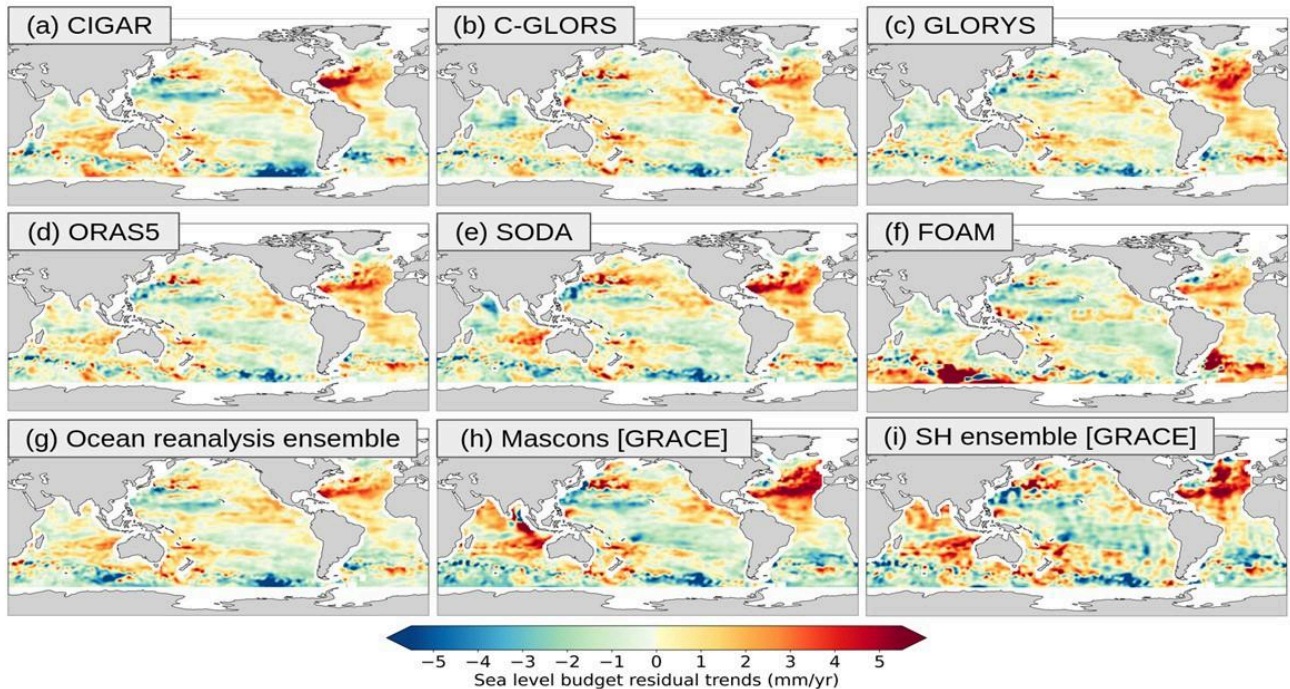 (a) CIGAR
(b) C-GLORS
(c) GLORYS
(d) ORAS5
(e) SODA
(f) FOAM
(g) Ocean reanalysis ensemble
(h) Mascons [GRACE]
(i) SH ensemble [GRACE]
−5 −4 −3 −2 −1 0 1 2 3 4 5
Sea level budget residual trends (mm/yr)